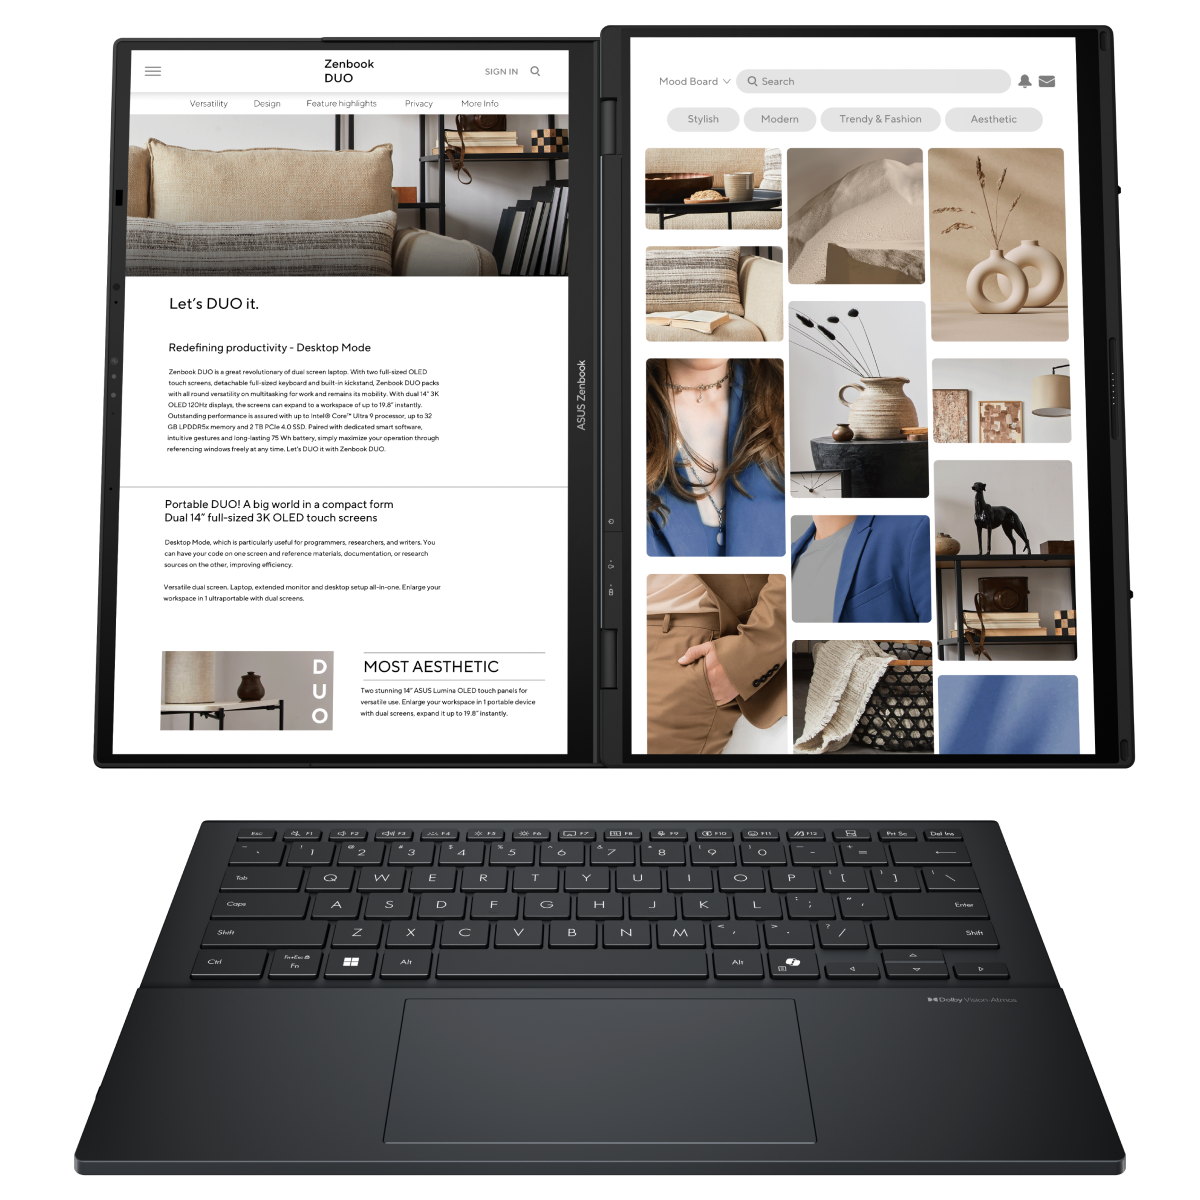 Zenbook
DUO
SIGN IN
Versatility Design Feature highlights Privacy More Info
Let's DUO it.
Redefining productivity - Desktop Mode
Zenbook DUO is a great revolutionary of dual screen laptop. With two full-sized OLED
touch screens, detachable full-sized keyboard and built-in kickstand, Zenbook DUO packs
with all round versatility on multitasking for work and remains its mobility. With dual 14" 3K
OLED 120Hz displays, the screens can expand to a workspace of up to 19.8" instantly.
Outstanding performance is assured with up to Intel® Core™ Ultra 9 processor, up to 32
GB LPDDR5x memory and 2 TB PCIe 4.0 SSD. Paired with dedicated smart software,
intuitive gestures and long-lasting 75 Wh battery, simply maximize your operation through
referencing windows freely at any time. Let's DUO it with Zenbook DUO.
Portable DUO! A big world in a compact form
Dual 14" full-sized 3K OLED touch screens
Desktop Mode, which is particularly useful for programmers, researchers, and writers. You
can have your code on one screen and reference materials, documentation, or research
sources on the other, improving efficiency.
Versatile dual screen. Laptop, extended monitor and desktop setup all-in-one. Enlarge your
workspace in 1 ultraportable with dual screens.
DUO
MOST AESTHETIC
Two stunning 14" ASUS Lumina OLED touch panels for
versatile use. Enlarge your workspace in 1 portable device
with dual screens, expand it up to 19.8" instantly.
ASUS Zenbook
Mood Board Search
Stylish Modern Trendy & Fashion Aesthetic
Esc F1 F2 F3 F4 F5 F6 F7 F8 F9 F10 F11 F12 Prt Sc Del Ins
~ ` ! 1 @ 2 # 3 $ 4 % 5 ^ 6 & 7 * 8 ( 9 ) 0 _ - + = ←
Tab Q W E R T Y U I O P { [ } ] | \
Caps A S D F G H J K L : ; " ' Enter
Shift Z X C V B N M < , > . ? / Shift
Ctrl Fn+Esc Fn Alt Alt
Dolby Vision·Atmos